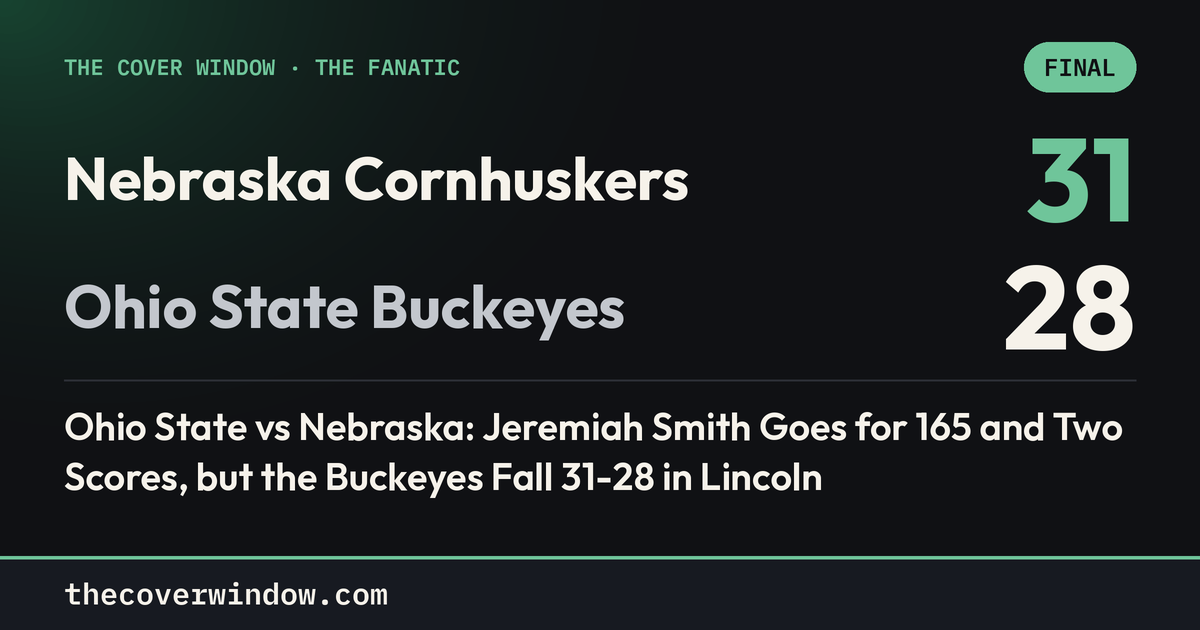 THE COVER WINDOW · THE FANATIC
FINAL
Nebraska Cornhuskers 31
Ohio State Buckeyes 28
Ohio State vs Nebraska: Jeremiah Smith Goes for 165 and Two
Scores, but the Buckeyes Fall 31-28 in Lincoln
thecoverwindow.com